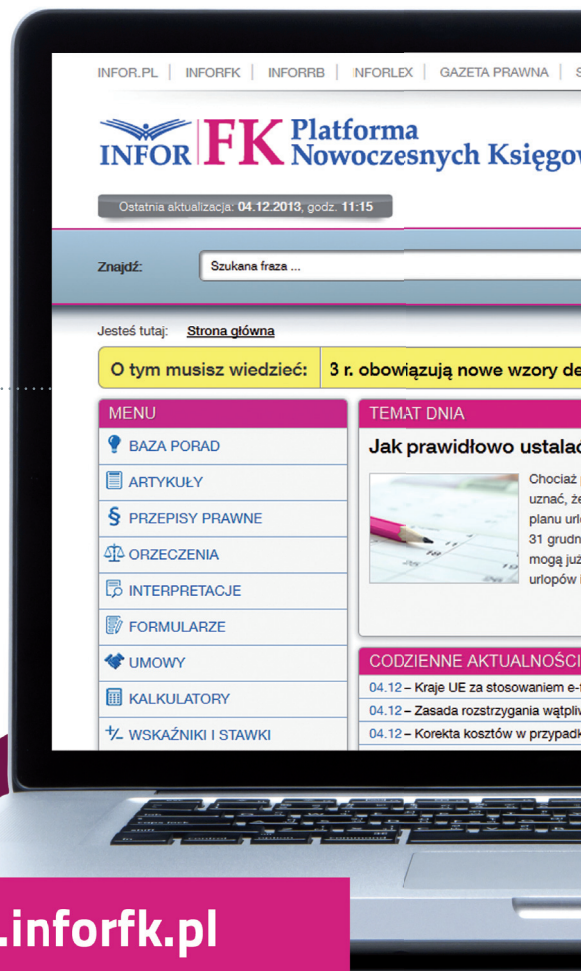 INFOR.PL | INFORFK | INFORRB | NFORLEX | GAZETA PRAWNA | S
INFOR FK Platforma
Nowoczesnych Księgow
Ostatnia aktualizacja: 04.12.2013, godz. 11:15
Znajdź: Szukana fraza ...
Jesteś tutaj: Strona główna
O tym musisz wiedzieć: 3 r. obowiązują nowe wzory de
MENU
BAZA PORAD
ARTYKUŁY
§ PRZEPISY PRAWNE
ORZECZENIA
INTERPRETACJE
FORMULARZE
UMOWY
KALKULATORY
+/- WSKAŹNIKI I STAWKI
TEMAT DNIA
Jak prawidłowo ustalać
Chociaż p
uznać, że
planu urlo
31 grudn
mogą już
urlopów i
CODZIENNE AKTUALNOŚCI
04.12 – Kraje UE za stosowaniem e-f
04.12 – Zasada rozstrzygania wątpliw
04.12 – Korekta kosztów w przypadk
.inforfk.pl